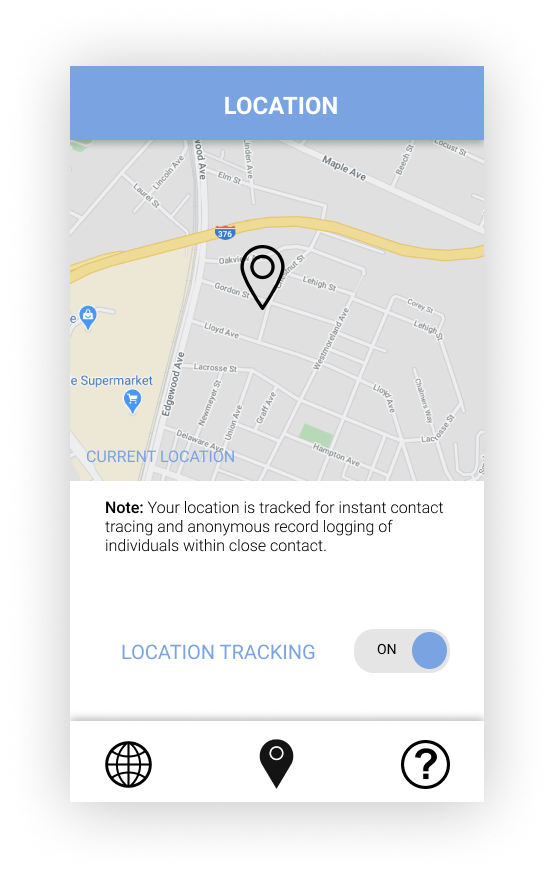 LOCATION
wood Ave
Linden Ave
Locust St
Lincoln Ave
Maple Ave
Beech St
Elm St
Laurel St
376
Oakview
Chestnut St
Gordon St
Lehigh St
Corey St
e
Lloyd Ave
Westmoreland Ave
Lehigh St
Edgewood Ave
Lacrosse St
e Supermarket
Newmeyer St
Union Ave
Graff Ave
Lloyd Ave
Chalmers Way
Delaware Ave
Hampton Ave
Lacrosse St
CURRENT LOCATION
Note: Your location is tracked for instant contact
tracing and anonymous record logging of
individuals within close contact.
LOCATION TRACKING
ON
?